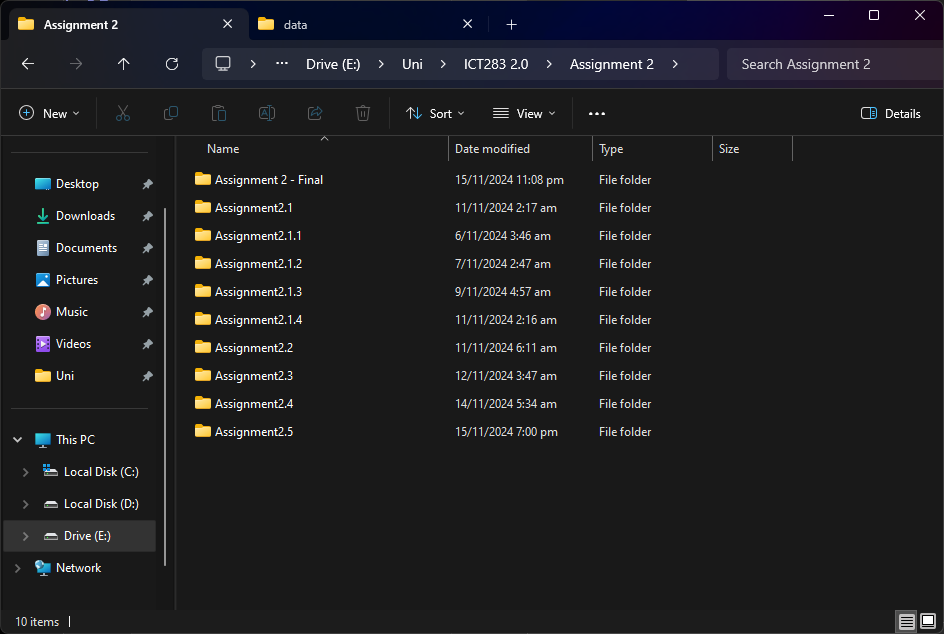 Assignment 2
data
Drive (E:) Uni ICT283 2.0 Assignment 2
Search Assignment 2
New Sort View Details
Desktop
Downloads
Documents
Pictures
Music
Videos
Uni
This PC
Local Disk (C:)
Local Disk (D:)
Drive (E:)
Network
Name Date modified Type Size
Assignment 2 - Final 15/11/2024 11:08 pm File folder
Assignment2.1 11/11/2024 2:17 am File folder
Assignment2.1.1 6/11/2024 3:46 am File folder
Assignment2.1.2 7/11/2024 2:47 am File folder
Assignment2.1.3 9/11/2024 4:57 am File folder
Assignment2.1.4 11/11/2024 2:16 am File folder
Assignment2.2 11/11/2024 6:11 am File folder
Assignment2.3 12/11/2024 3:47 am File folder
Assignment2.4 14/11/2024 5:34 am File folder
Assignment2.5 15/11/2024 7:00 pm File folder
10 items